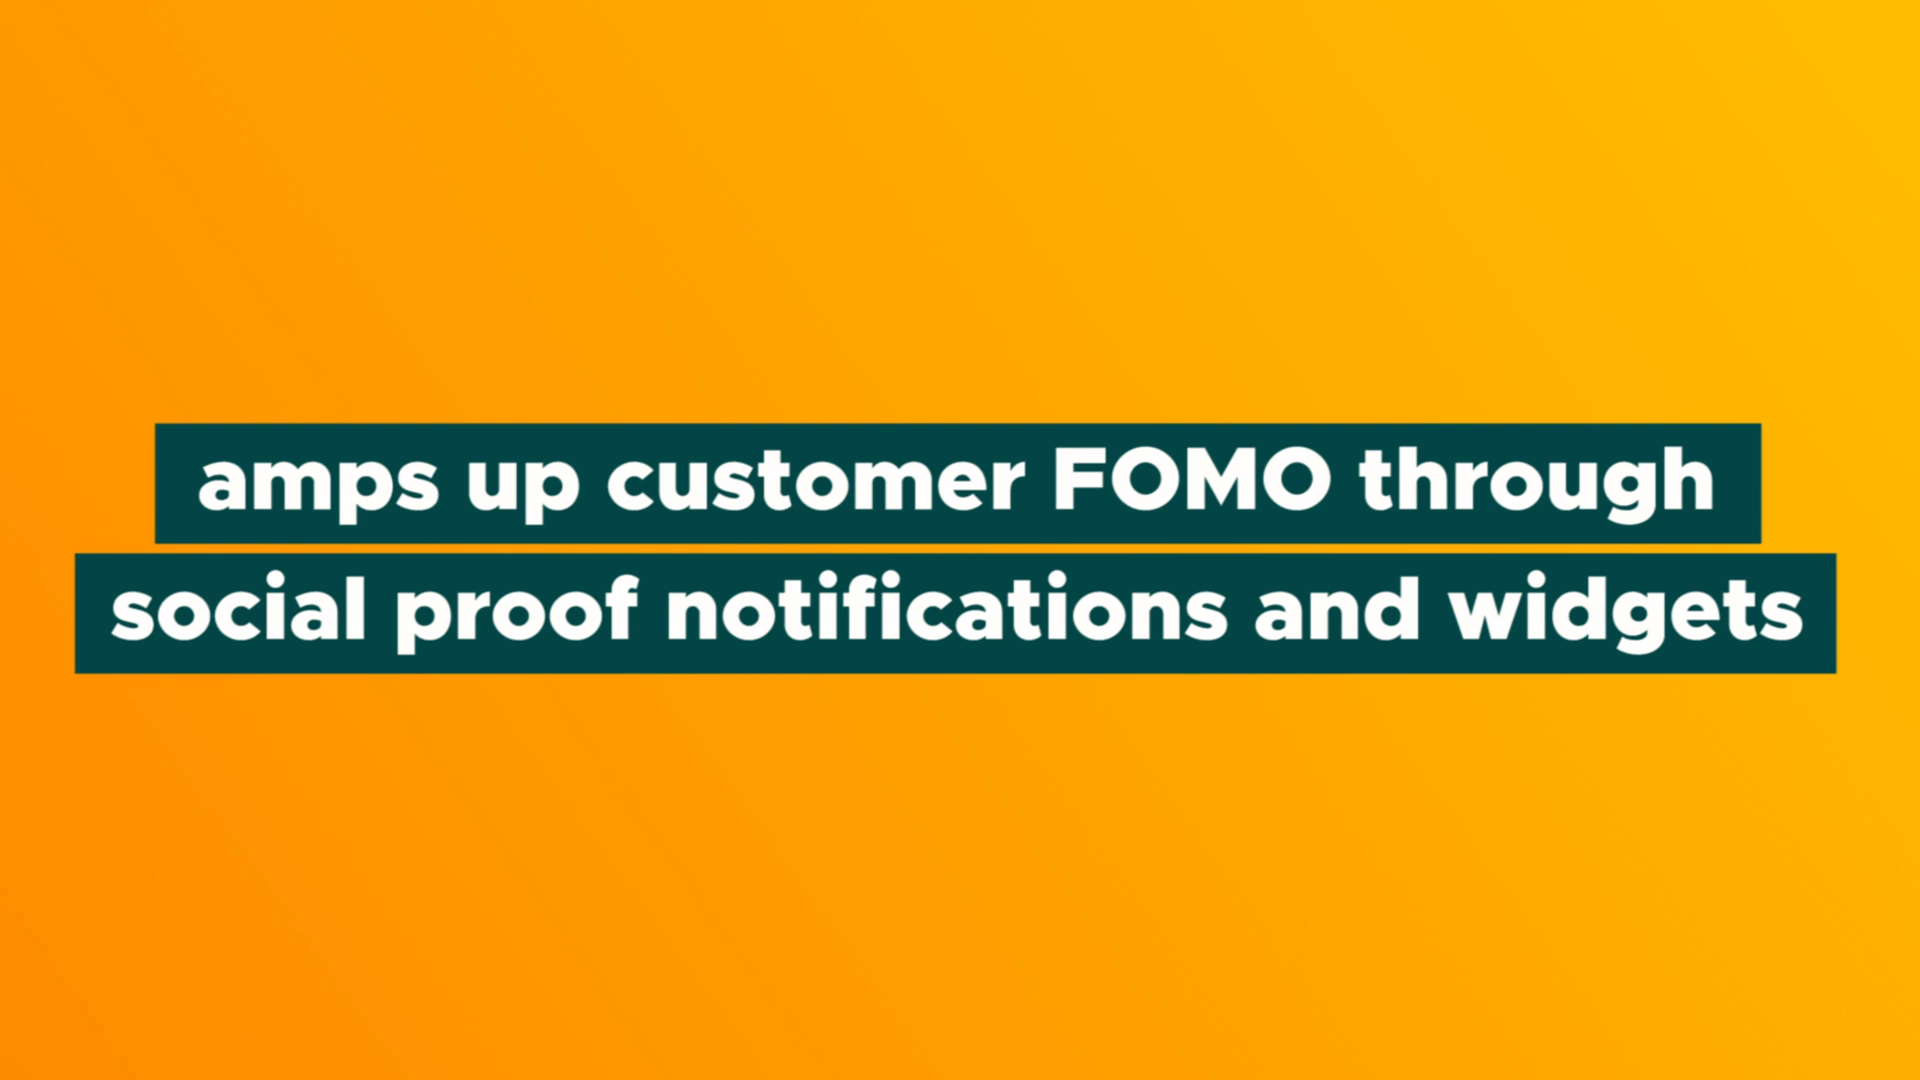 amps up customer FOMO through
social proof notifications and widgets